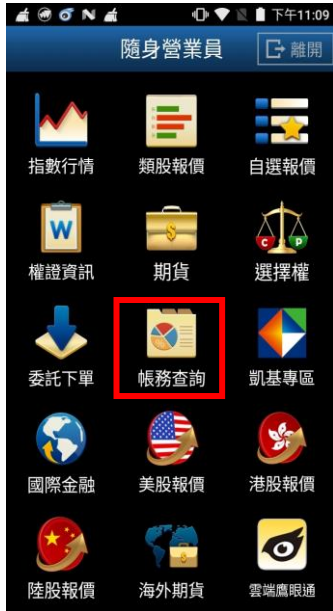 下午11:09
隨身營業員
離開
指數行情 類股報價 自選報價
W $ C P
權證資訊 期貨 選擇權
委託下單 帳務查詢 凱基專區
國際金融 美股報價 港股報價
陸股報價 海外期貨 雲端鷹眼通